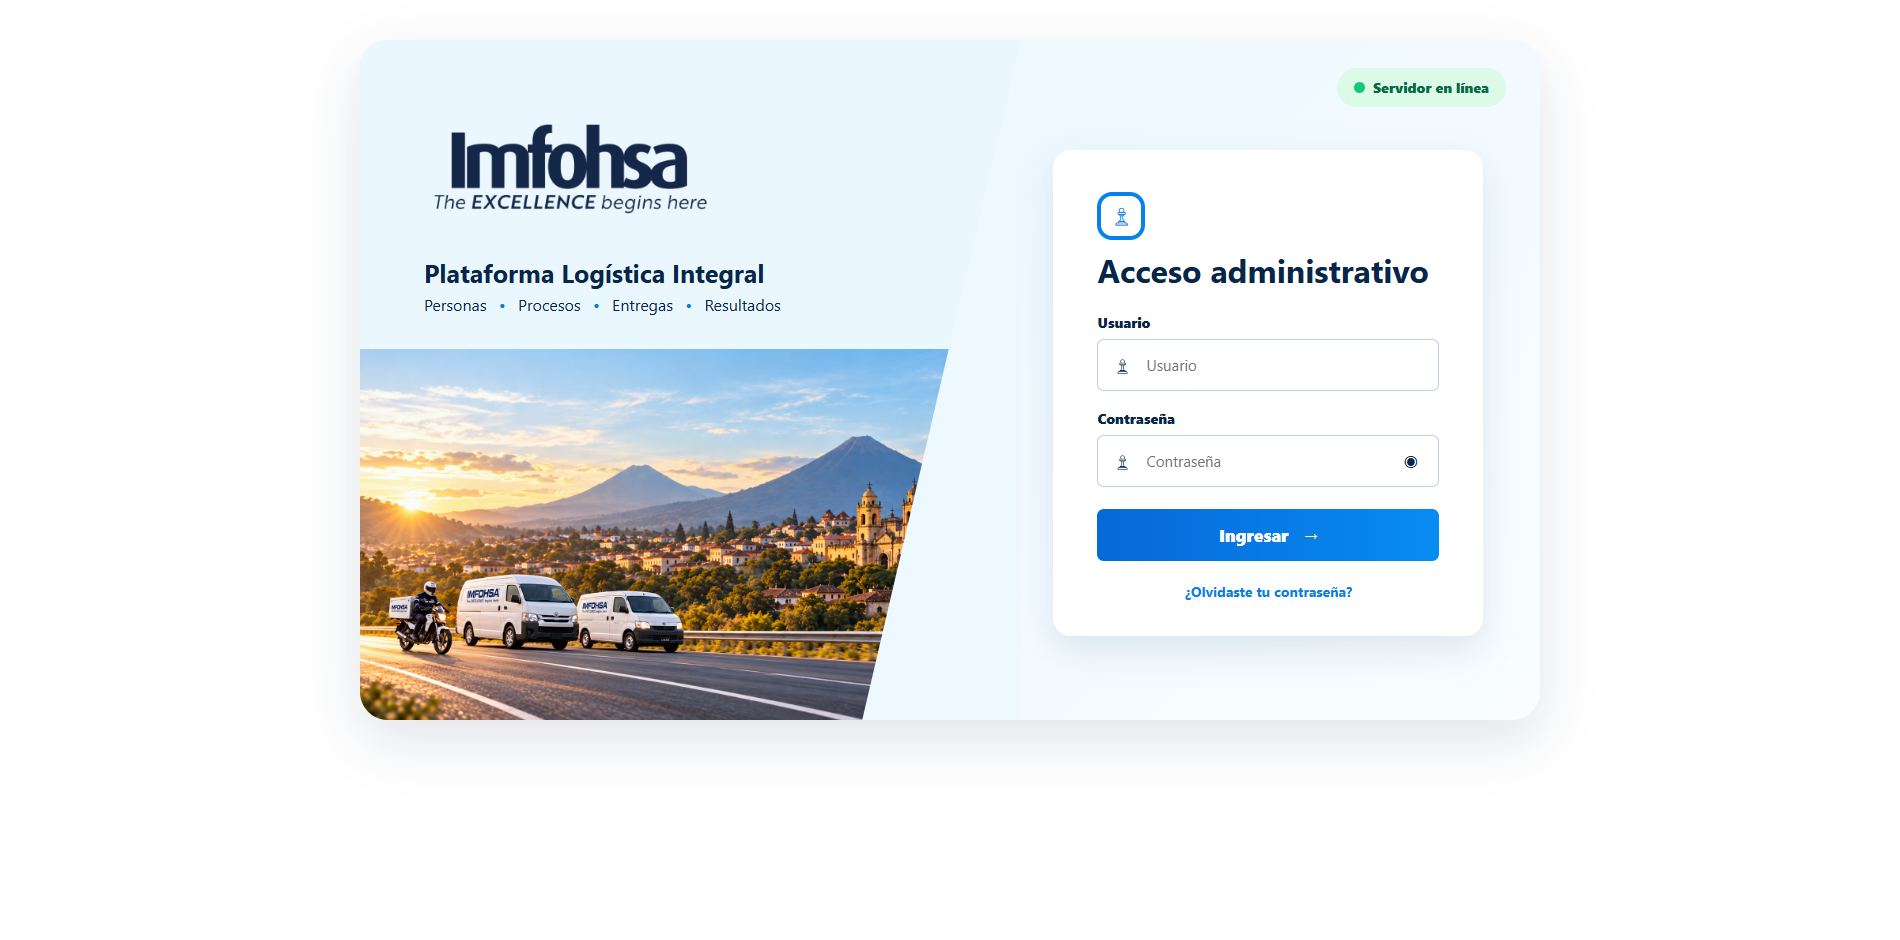 Imfohsa
The EXCELLENCE begins here
Plataforma Logística Integral
Personas • Procesos • Entregas • Resultados
IMFOHSA
IMFOHSA
IMFOHSA
Servidor en línea
Acceso administrativo
Usuario
Usuario
Contraseña
Contraseña
Ingresar →
¿Olvidaste tu contraseña?